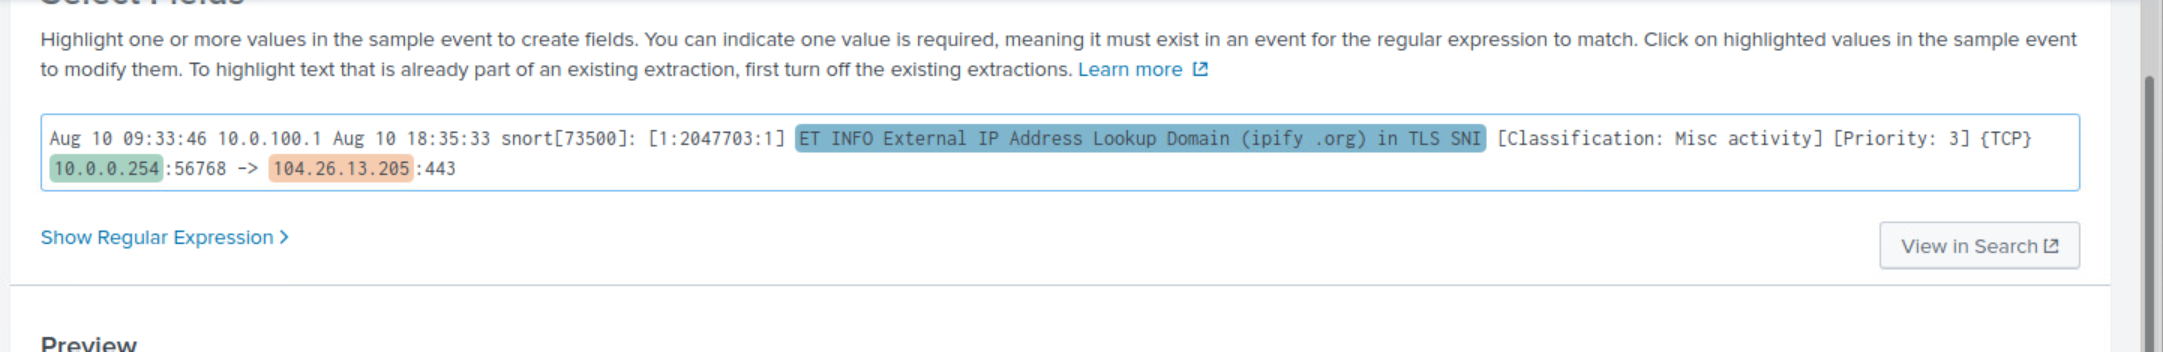 Select Fields
Highlight one or more values in the sample event to create fields. You can indicate one value is required, meaning it must exist in an event for the regular expression to match. Click on highlighted values in the sample event
to modify them. To highlight text that is already part of an existing extraction, first turn off the existing extractions. Learn more
Aug 10 09:33:46 10.0.100.1 Aug 10 18:35:33 snort[73500]: [1:2047703:1] ET INFO External IP Address Lookup Domain (ipify .org) in TLS SNI [Classification: Misc activity] [Priority: 3] {TCP}
10.0.0.254:56768 -> 104.26.13.205:443
Show Regular Expression >
View in Search
Preview